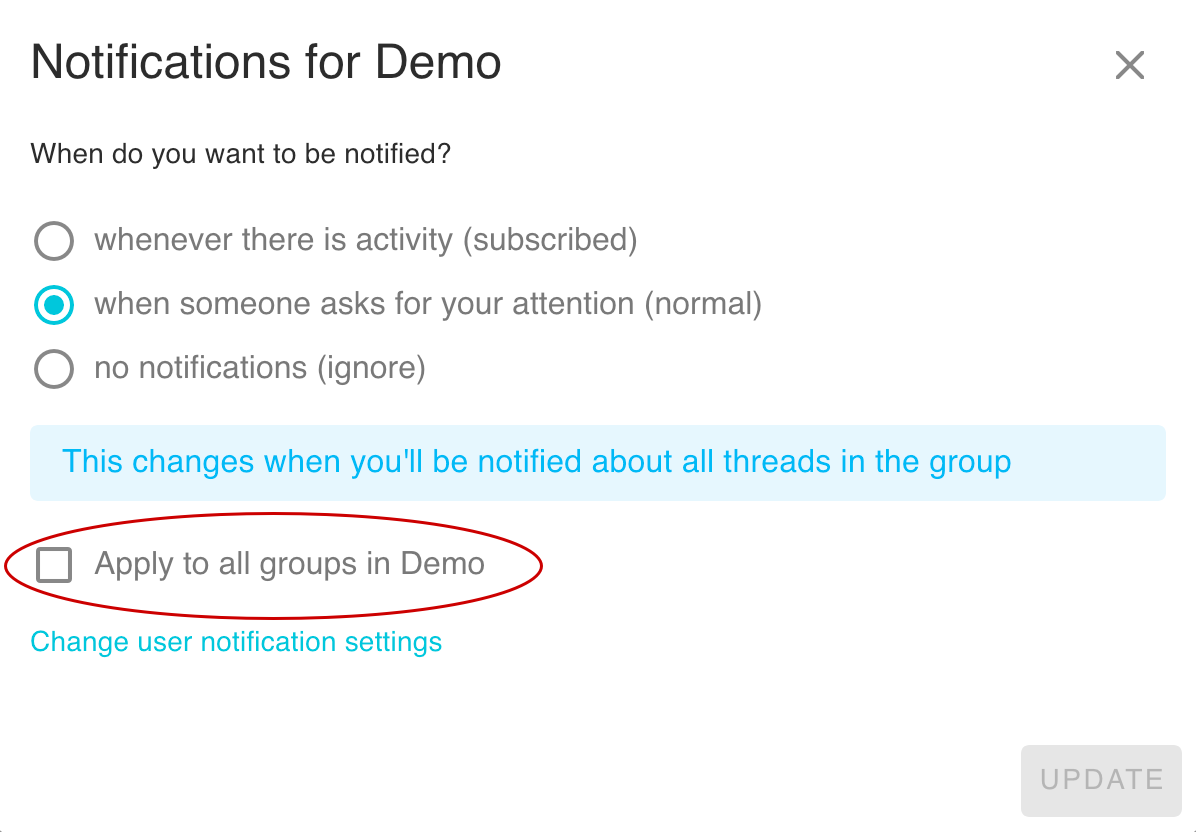 Notifications for Demo
When do you want to be notified?
whenever there is activity (subscribed)
when someone asks for your attention (normal)
no notifications (ignore)
This changes when you'll be notified about all threads in the group
Apply to all groups in Demo
Change user notification settings
UPDATE